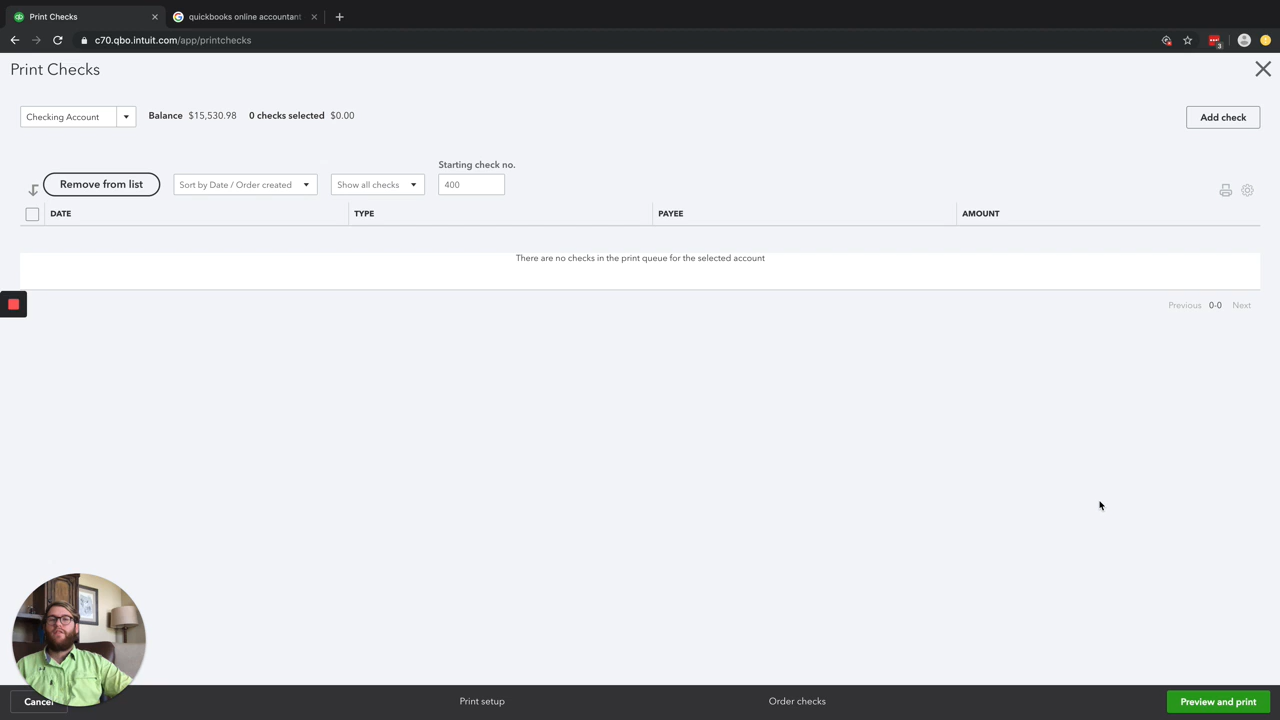 Print Checks
quickbooks online accountant
c70.qbo.intuit.com/app/printchecks
3
Print Checks
Checking Account
Balance $15,530.98 0 checks selected $0.00
Add check
Starting check no.
Remove from list
Sort by Date / Order created
Show all checks
400
DATE TYPE PAYEE AMOUNT
There are no checks in the print queue for the selected account
Previous 0-0 Next
Cancel
Print setup
Order checks
Preview and print